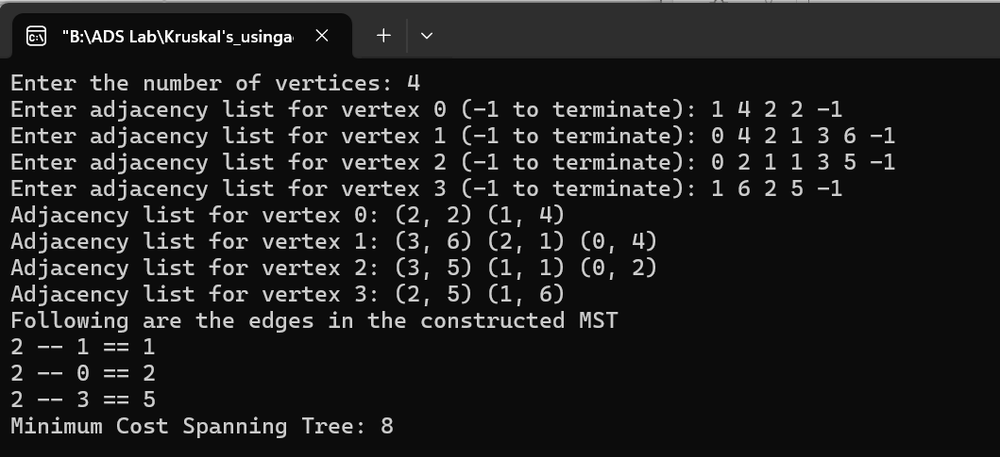 "B:\ADS Lab\Kruskal's_usinga
Enter the number of vertices: 4
Enter adjacency list for vertex 0 (-1 to terminate): 1 4 2 2 -1
Enter adjacency list for vertex 1 (-1 to terminate): 0 4 2 1 3 6 -1
Enter adjacency list for vertex 2 (-1 to terminate): 0 2 1 1 3 5 -1
Enter adjacency list for vertex 3 (-1 to terminate): 1 6 2 5 -1
Adjacency list for vertex 0: (2, 2) (1, 4)
Adjacency list for vertex 1: (3, 6) (2, 1) (0, 4)
Adjacency list for vertex 2: (3, 5) (1, 1) (0, 2)
Adjacency list for vertex 3: (2, 5) (1, 6)
Following are the edges in the constructed MST
2 -- 1 == 1
2 -- 0 == 2
2 -- 3 == 5
Minimum Cost Spanning Tree: 8